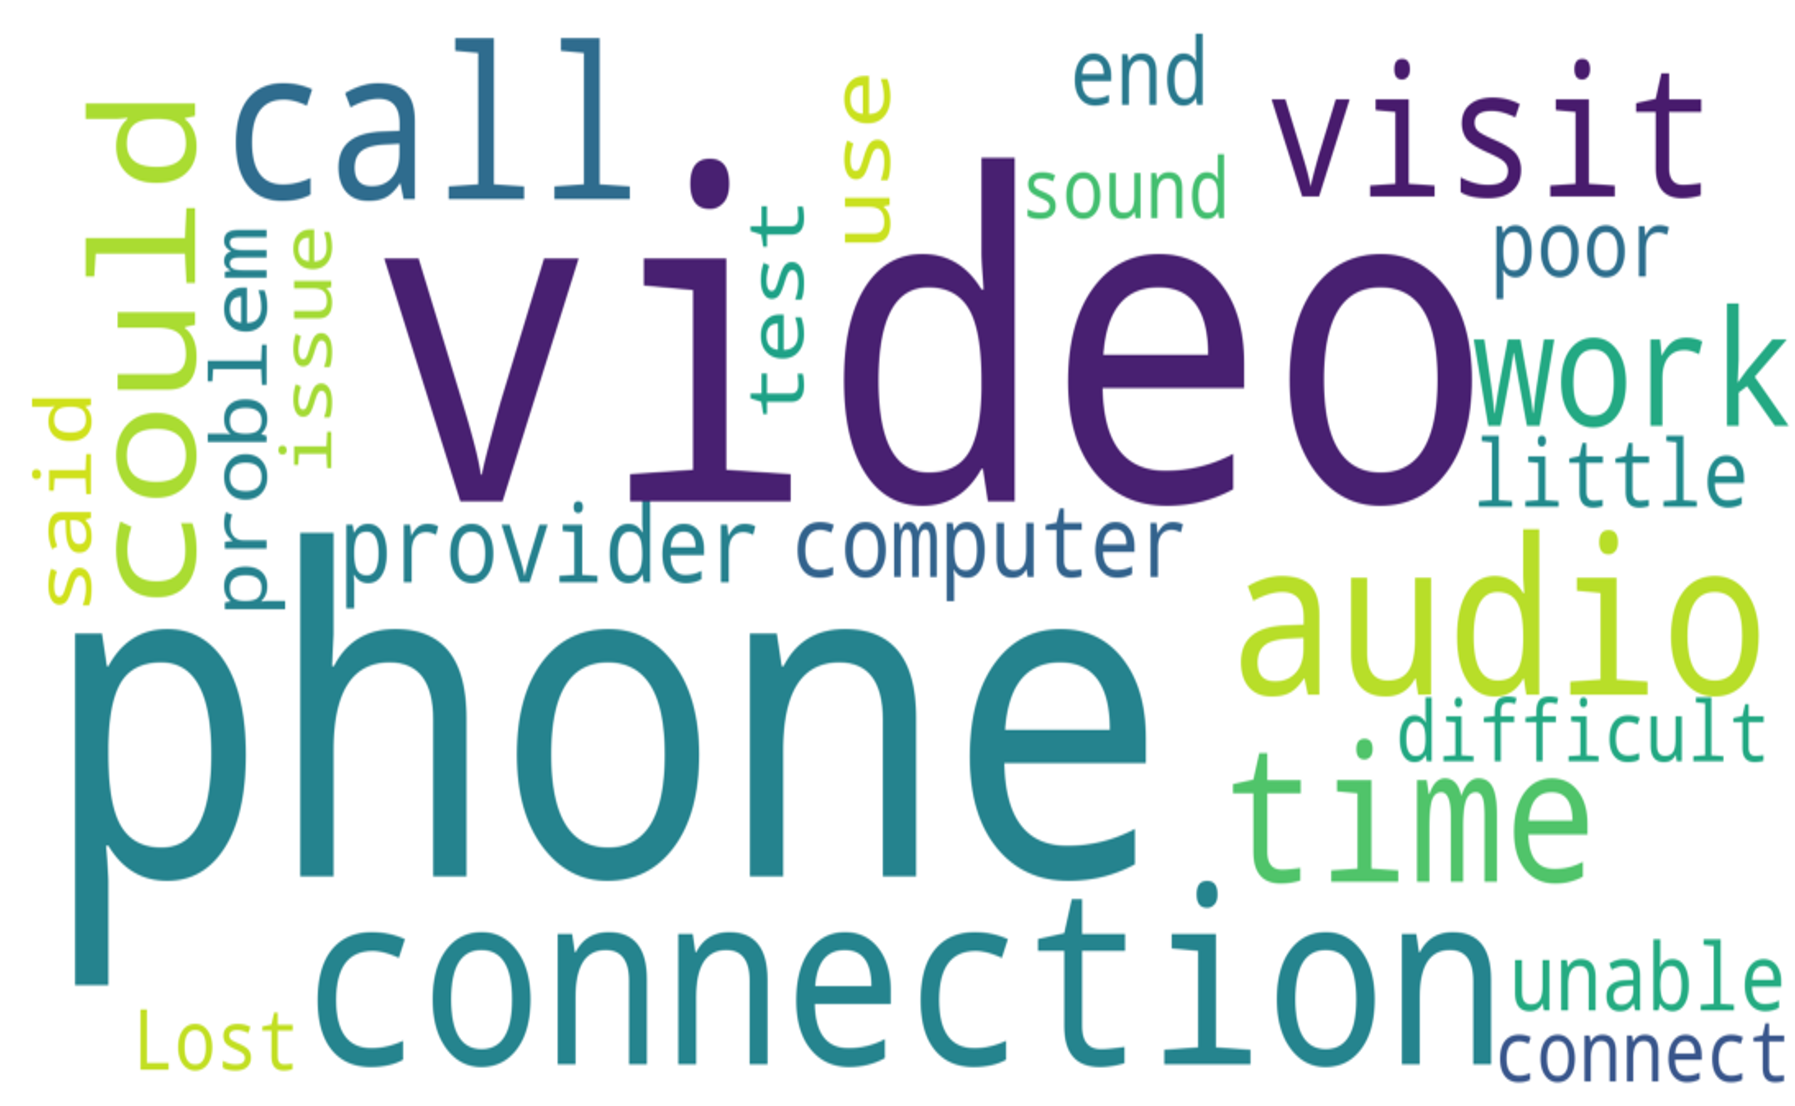 call
use
end
visit
could
sound
problem
issue
test
video
poor
work
said
little
provider
computer
audio
phone
difficult
time
connection
unable
Lost
connect